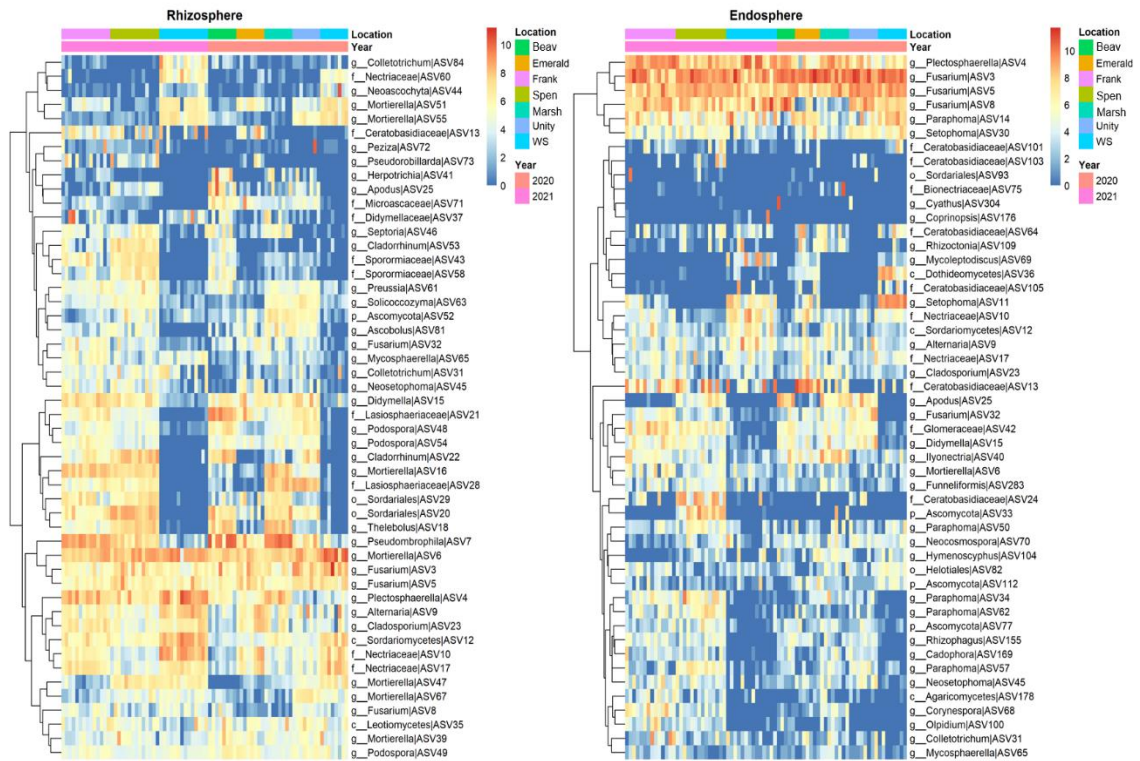 Rhizosphere
Location
Year
g__Colletotrichum|ASV84
f__Nectriaceae|ASV60
g__Neoascochyta|ASV44
g__Mortierella|ASV51
g__Mortierella|ASV55
f__Ceratobasidiaceae|ASV13
g__Peziza|ASV72
g__Pseudorobillarda|ASV73
g__Herpotrichia|ASV41
g__Apodus|ASV25
f__Microascaceae|ASV71
f__Didymellaceae|ASV37
g__Septoria|ASV46
g__Cladorrhinum|ASV53
f__Sporormiaceae|ASV43
f__Sporormiaceae|ASV58
g__Preussia|ASV61
g__Solicoccozyma|ASV63
p__Ascomycota|ASV52
g__Ascobolus|ASV81
g__Fusarium|ASV32
g__Mycosphaerella|ASV65
g__Colletotrichum|ASV31
g__Neosetophoma|ASV45
g__Didymella|ASV15
f__Lasiosphaeriaceae|ASV21
g__Podospora|ASV48
g__Podospora|ASV54
g__Cladorrhinum|ASV22
g__Mortierella|ASV16
f__Lasiosphaeriaceae|ASV28
o__Sordariales|ASV29
o__Sordariales|ASV20
g__Thelebolus|ASV18
g__Pseudombrophila|ASV7
g__Mortierella|ASV6
g__Fusarium|ASV3
g__Fusarium|ASV5
g__Plectosphaerella|ASV4
g__Alternaria|ASV9
g__Cladosporium|ASV23
c__Sordariomycetes|ASV12
f__Nectriaceae|ASV10
f__Nectriaceae|ASV17
g__Mortierella|ASV47
g__Mortierella|ASV67
g__Fusarium|ASV8
c__Leotiomycetes|ASV35
g__Mortierella|ASV39
g__Podospora|ASV49
10
8
6
4
2
0
Location
Beav
Emerald
Frank
Spen
Marsh
Unity
WS
Year
2020
2021
Endosphere
Location
Year
g__Plectosphaerella|ASV4
g__Fusarium|ASV3
g__Fusarium|ASV5
g__Fusarium|ASV8
g__Paraphoma|ASV14
g__Setophoma|ASV30
f__Ceratobasidiaceae|ASV101
f__Ceratobasidiaceae|ASV103
o__Sordariales|ASV93
f__Bionectriaceae|ASV75
g__Cyathus|ASV304
g__Coprinopsis|ASV176
f__Ceratobasidiaceae|ASV64
g__Rhizoctonia|ASV109
g__Mycoleptodiscus|ASV69
c__Dothideomycetes|ASV36
f__Ceratobasidiaceae|ASV105
g__Setophoma|ASV11
f__Nectriaceae|ASV10
c__Sordariomycetes|ASV12
g__Alternaria|ASV9
f__Nectriaceae|ASV17
g__Cladosporium|ASV23
f__Ceratobasidiaceae|ASV13
g__Apodus|ASV25
g__Fusarium|ASV32
f__Glomeraceae|ASV42
g__Didymella|ASV15
g__Ilyonectria|ASV40
g__Mortierella|ASV6
g__Funneliformis|ASV283
f__Ceratobasidiaceae|ASV24
p__Ascomycota|ASV33
g__Paraphoma|ASV50
g__Neocosmospora|ASV70
g__Hymenoscyphus|ASV104
o__Helotiales|ASV82
p__Ascomycota|ASV112
g__Paraphoma|ASV34
g__Paraphoma|ASV62
p__Ascomycota|ASV77
g__Rhizophagus|ASV155
g__Cadophora|ASV169
g__Paraphoma|ASV57
g__Neosetophoma|ASV45
c__Agaricomycetes|ASV178
g__Corynespora|ASV68
g__Olpidium|ASV100
g__Colletotrichum|ASV31
g__Mycosphaerella|ASV65
10
8
6
4
2
0
Location
Beav
Emerald
Frank
Spen
Marsh
Unity
WS
Year
2020
2021